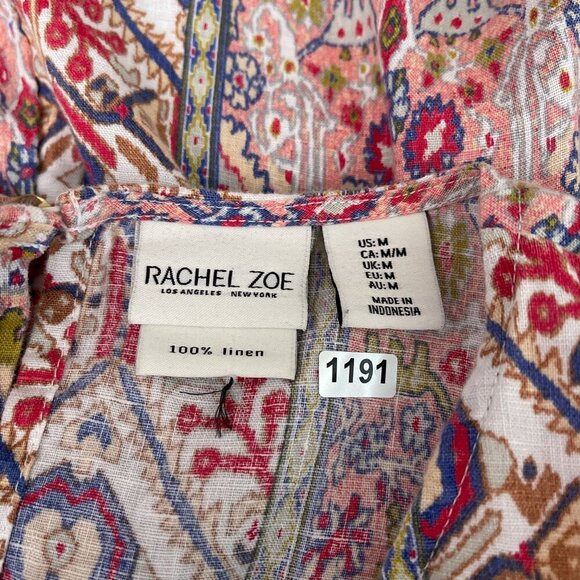 RACHEL ZOE
LOS ANGELES NEW YORK
100% linen
US: M
CA: M/M
UK: M
EU: M
AU: M
MADE IN
INDONESIA
1191